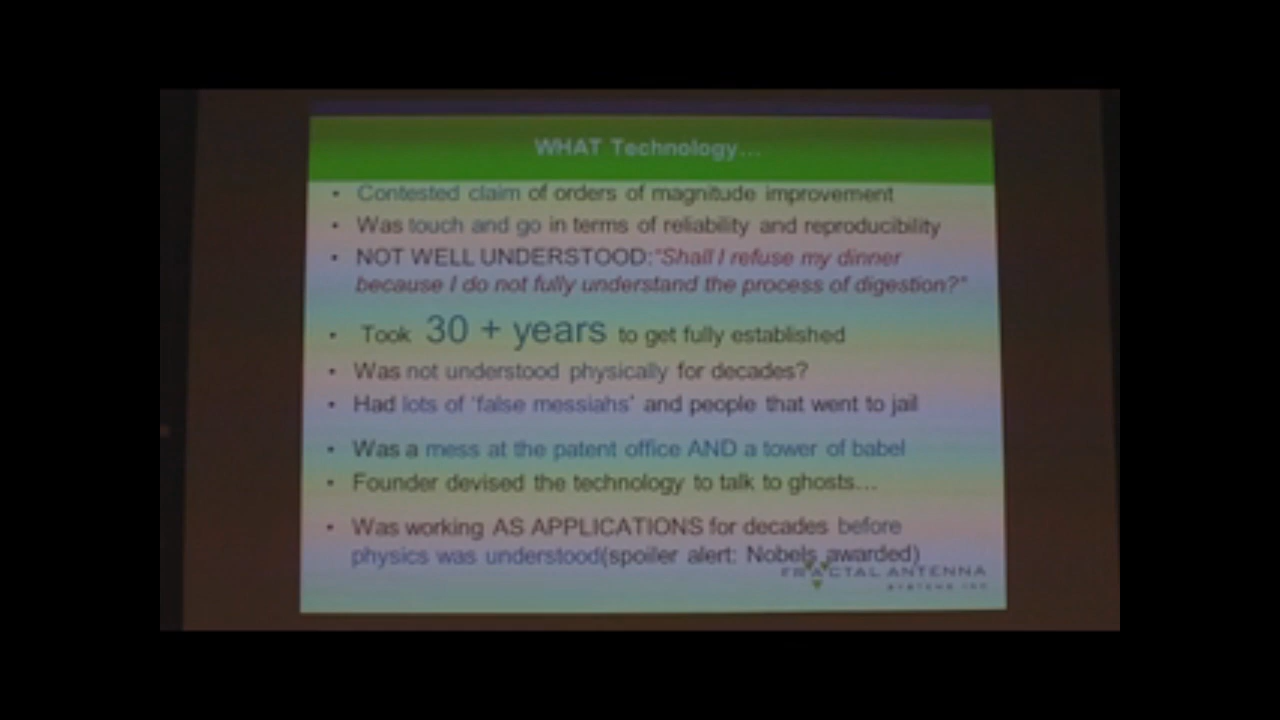 WHAT Technology...
• Contested claim of orders of magnitude improvement
• Was touch and go in terms of reliability and reproducibility
• NOT WELL UNDERSTOOD:"Shall I refuse my dinner
because I do not fully understand the process of digestion?"
• Took 30 + years to get fully established
• Was not understood physically for decades?
• Had lots of 'false messiahs' and people that went to jail
• Was a mess at the patent office AND a tower of babel
• Founder devised the technology to talk to ghosts...
• Was working AS APPLICATIONS for decades before
physics was understood(spoiler alert: Nobels awarded)
FRACTAL ANTENNA
SYSTEMS INC